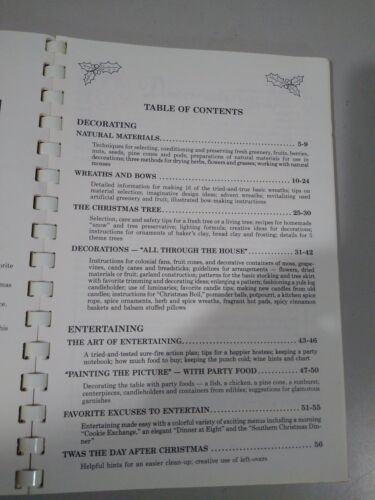 TABLE OF CONTENTS
DECORATING
NATURAL MATERIALS.................................5-9
Techniques for selecting, conditioning and preserving fresh greenery, fruits, berries,
nuts, seeds, pine cones and pods, preparations of natural materials for use in
decorations; three methods for drying herbs, flowers and grasses; working with natural
mosses
WREATHS AND BOWS.................................10-24
Detailed information for making 16 of the tried-and-true basic wreaths; tips on
material selection; imaginative design ideas; advent wreaths; revitalizing used
artificial greenery and fruit; illustrated bow-making instructions
THE CHRISTMAS TREE.................................25-30
Selection, care and safety tips for a fresh tree or a living tree; recipes for homemade
"snow" and tree preservative; lighting formula; creative ideas for decorations;
instructions for ornaments of baker's clay, bread clay and frosting; details for 5
theme trees
DECORATIONS — "ALL THROUGH THE HOUSE".................31-42
Instructions for colonial fans, fruit cones, and decorative containers of moss, grape-
vines, candy canes and breadsticks; guidelines for arrangements — flowers, dried
materials or fruit; garland construction; patterns for the basic stocking and tree skirt
with favorite trimming and decorating ideas; enlarging a pattern; fashioning a yule log
candleholder; use of luminaries; favorite candle tips; making new candles from old
candles; instructions for "Christmas Boil," pomander balls, potpourri, a kitchen spice
rope, spice ornaments, herb and spice wreaths, fragrant hot pads, spicy cinnamon
baskets and balsam stuffed pillows
ENTERTAINING
THE ART OF ENTERTAINING.................................43-46
A tried-and-tested sure-fire action plan; tips for a happier hostess; keeping a party
notebook; how much food to buy; keeping the punch cold; wine hints and chart
"PAINTING THE PICTURE" — WITH PARTY FOOD.................47-50
Decorating the table with party foods — a fish, a chicken, a pine cone, a sunburst;
centerpieces, candleholders and containers from edibles; suggestions for glamorous
garnishes
FAVORITE EXCUSES TO ENTERTAIN.................................51-55
Entertaining made easy with a colorful variety of exciting menus including a morning
"Cookie Exchange," an elegant "Dinner at Eight" and the "Southern Christmas Din-
ner"
TWAS THE DAY AFTER CHRISTMAS.................................56
Helpful hints for an easier clean-up; creative use of left-overs